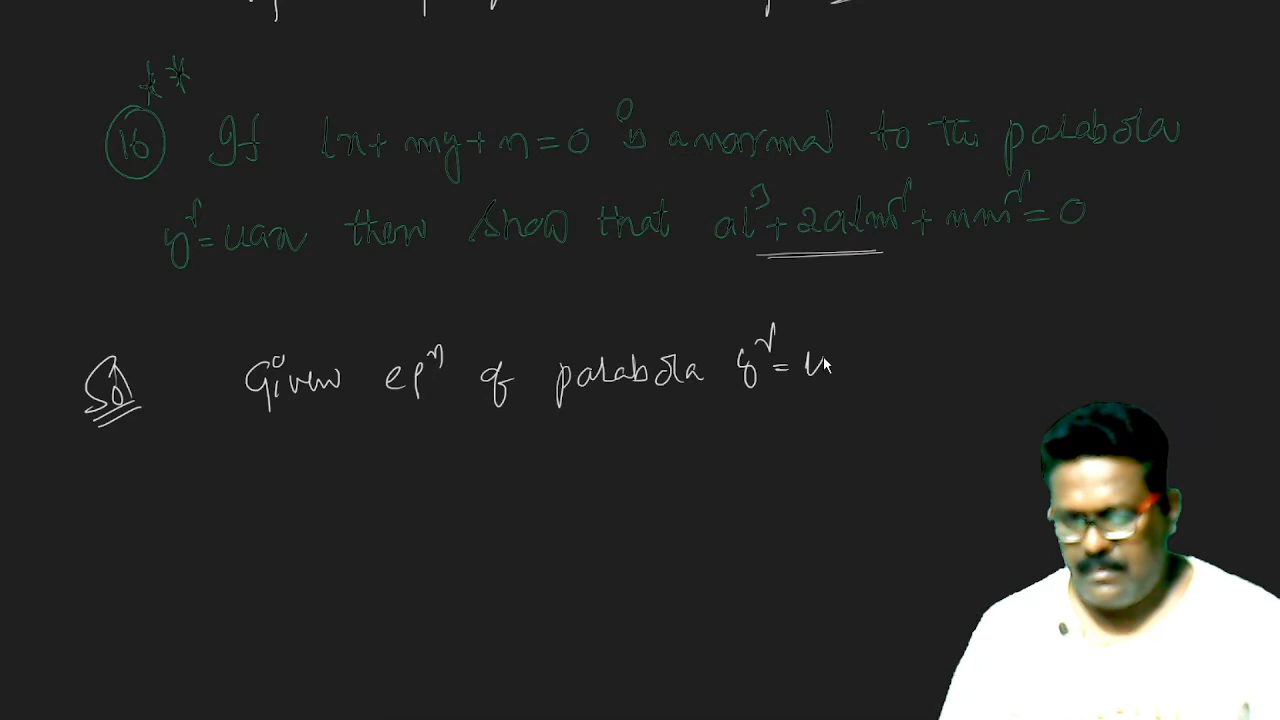 ** 
16 If lx + my + n = 0 is a normal to the parabola
y² = 4ax then show that al³ + 2alm² + nm² = 0
Sol Given eqn of parabola y² = 4